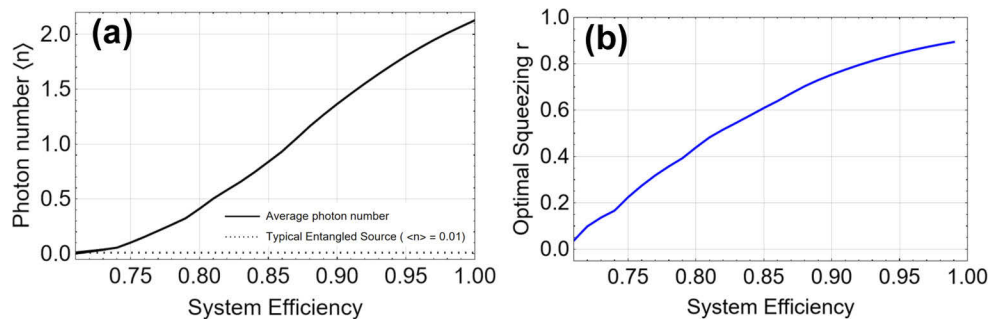 (a)
Photon number ⟨n⟩
2.0
1.5
1.0
0.5
0.0
Average photon number
Typical Entangled Source ( <n> = 0.01)
0.75 0.80 0.85 0.90 0.95 1.00
System Efficiency
(b)
Optimal Squeezing r
1.0
0.8
0.6
0.4
0.2
0.0
0.75 0.80 0.85 0.90 0.95 1.00
System Efficiency